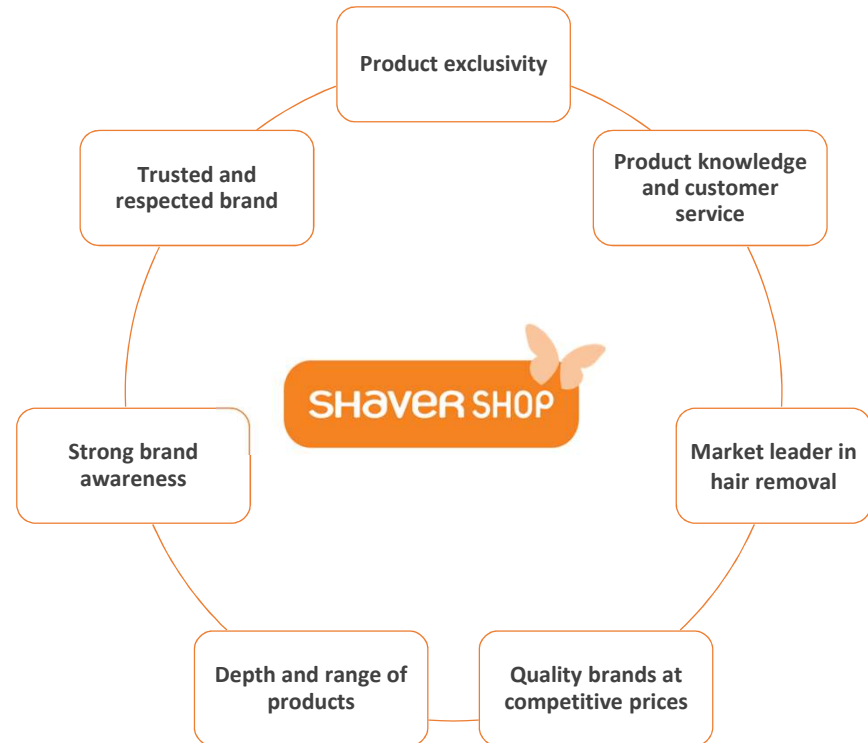 Product exclusivity
Trusted and
respected brand
Product knowledge
and customer
service
SHaVER SHOP
Strong brand
awareness
Market leader in
hair removal
Depth and range of
products
Quality brands at
competitive prices